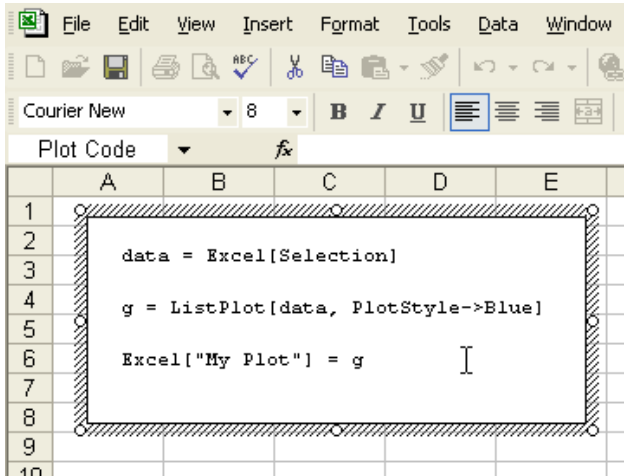 File Edit View Insert Format Tools Data Window
ABC
Courier New 8 B I U
Plot Code fx
A B C D E
1
2
data = Excel[Selection]
3
4
g = ListPlot[data, PlotStyle->Blue]
5
6
Excel["My Plot"] = g
7
8
9
10